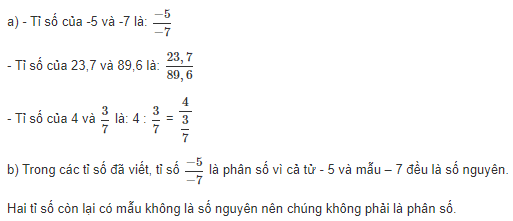 a) - Tỉ số của -5 và -7 là: \frac{-5}{-7}
- Tỉ số của 23,7 và 89,6 là: \frac{23,7}{89,6}
- Tỉ số của 4 và \frac{3}{7} là: 4 : \frac{3}{7} = \frac{4}{\frac{3}{7}}
b) Trong các tỉ số đã viết, tỉ số \frac{-5}{-7} là phân số vì cả tử - 5 và mẫu – 7 đều là số nguyên.
Hai tỉ số còn lại có mẫu không là số nguyên nên chúng không phải là phân số.